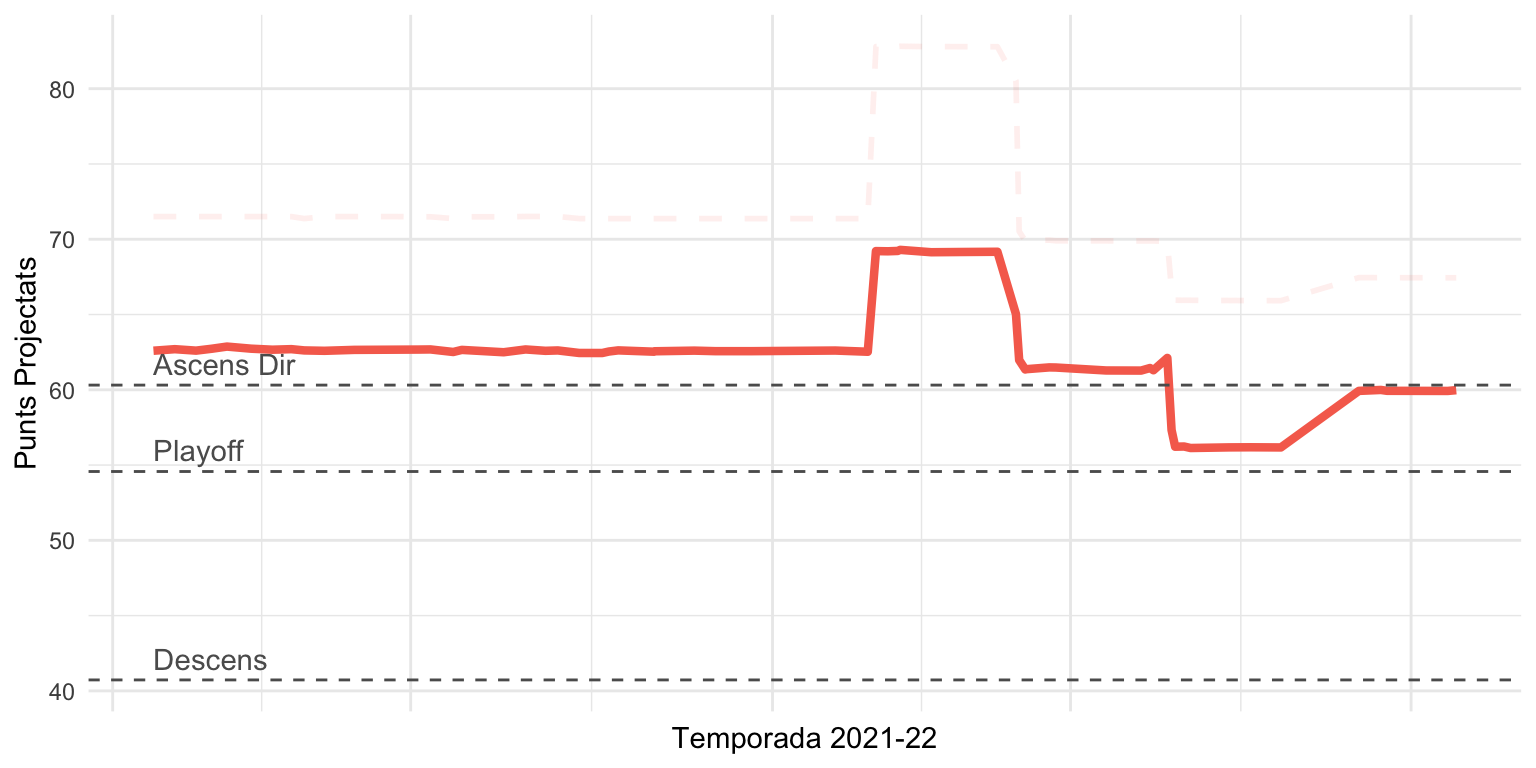 80
70
60
50
40
Punts Projectats
Ascens Dir
Playoff
Descens
Temporada 2021-22